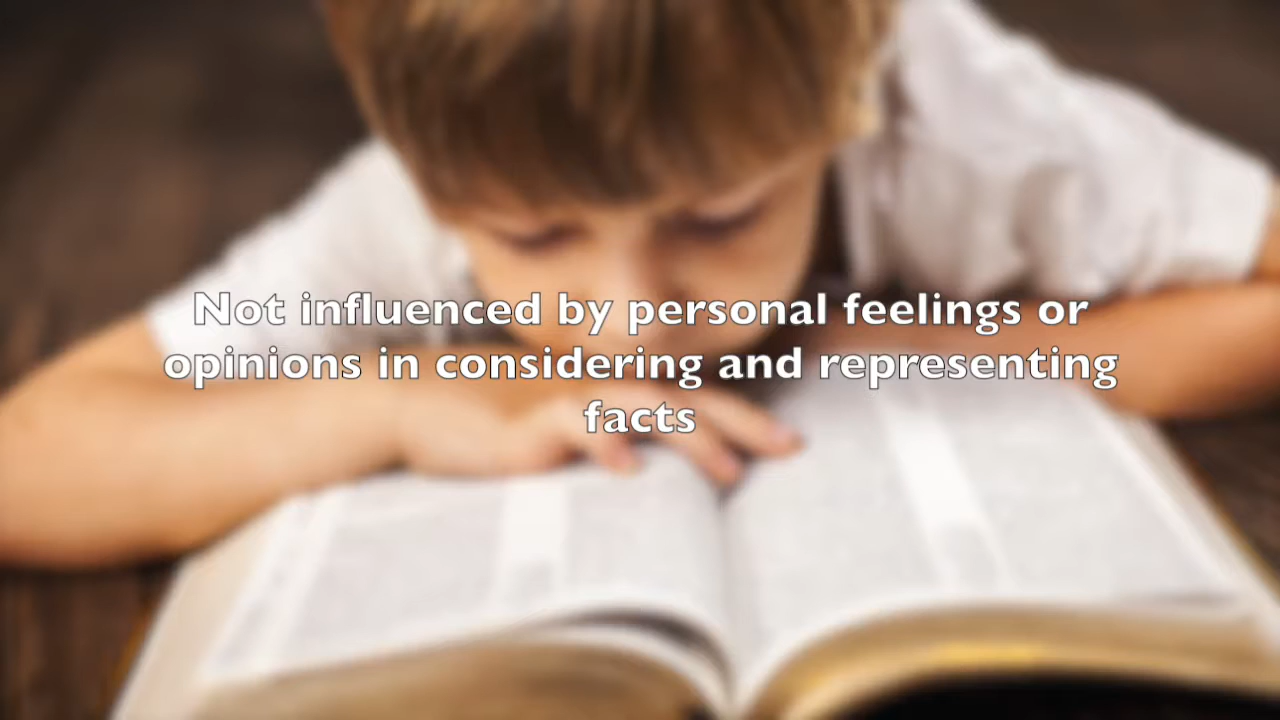 Not influenced by personal feelings or
opinions in considering and representing
facts